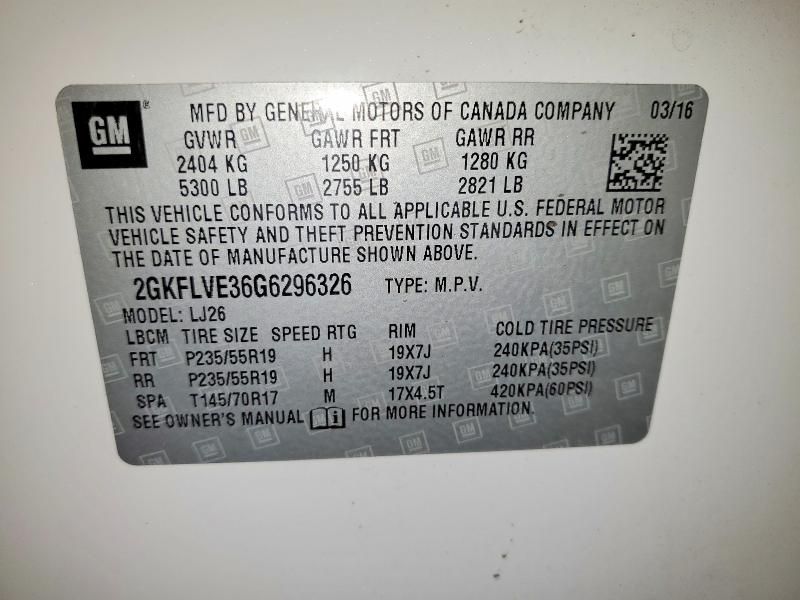 GM ® MFD BY GENERAL MOTORS OF CANADA COMPANY 03/16
GVWR GAWR FRT GAWR RR
2404 KG 1250 KG 1280 KG
5300 LB 2755 LB 2821 LB
THIS VEHICLE CONFORMS TO ALL APPLICABLE U.S. FEDERAL MOTOR
VEHICLE SAFETY AND THEFT PREVENTION STANDARDS IN EFFECT ON
THE DATE OF MANUFACTURE SHOWN ABOVE.
2GKFLVE36G6296326 TYPE: M.P.V.
MODEL: LJ26
LBCM TIRE SIZE SPEED RTG RIM COLD TIRE PRESSURE
FRT P235/55R19 H 19X7J 240KPA(35PSI)
RR P235/55R19 H 19X7J 240KPA(35PSI)
SPA T145/70R17 M 17X4.5T 420KPA(60PSI)
SEE OWNER'S MANUAL i FOR MORE INFORMATION.